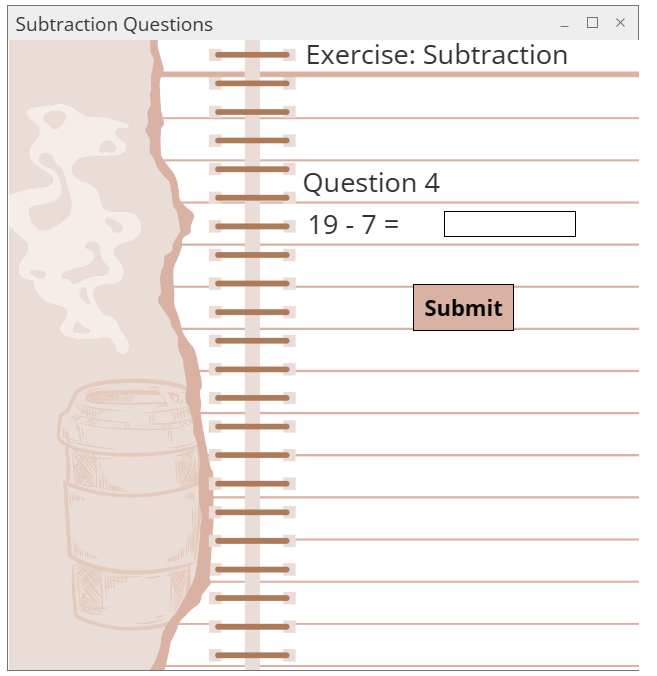 Subtraction Questions
Exercise: Subtraction
Question 4
19 - 7 =
Submit